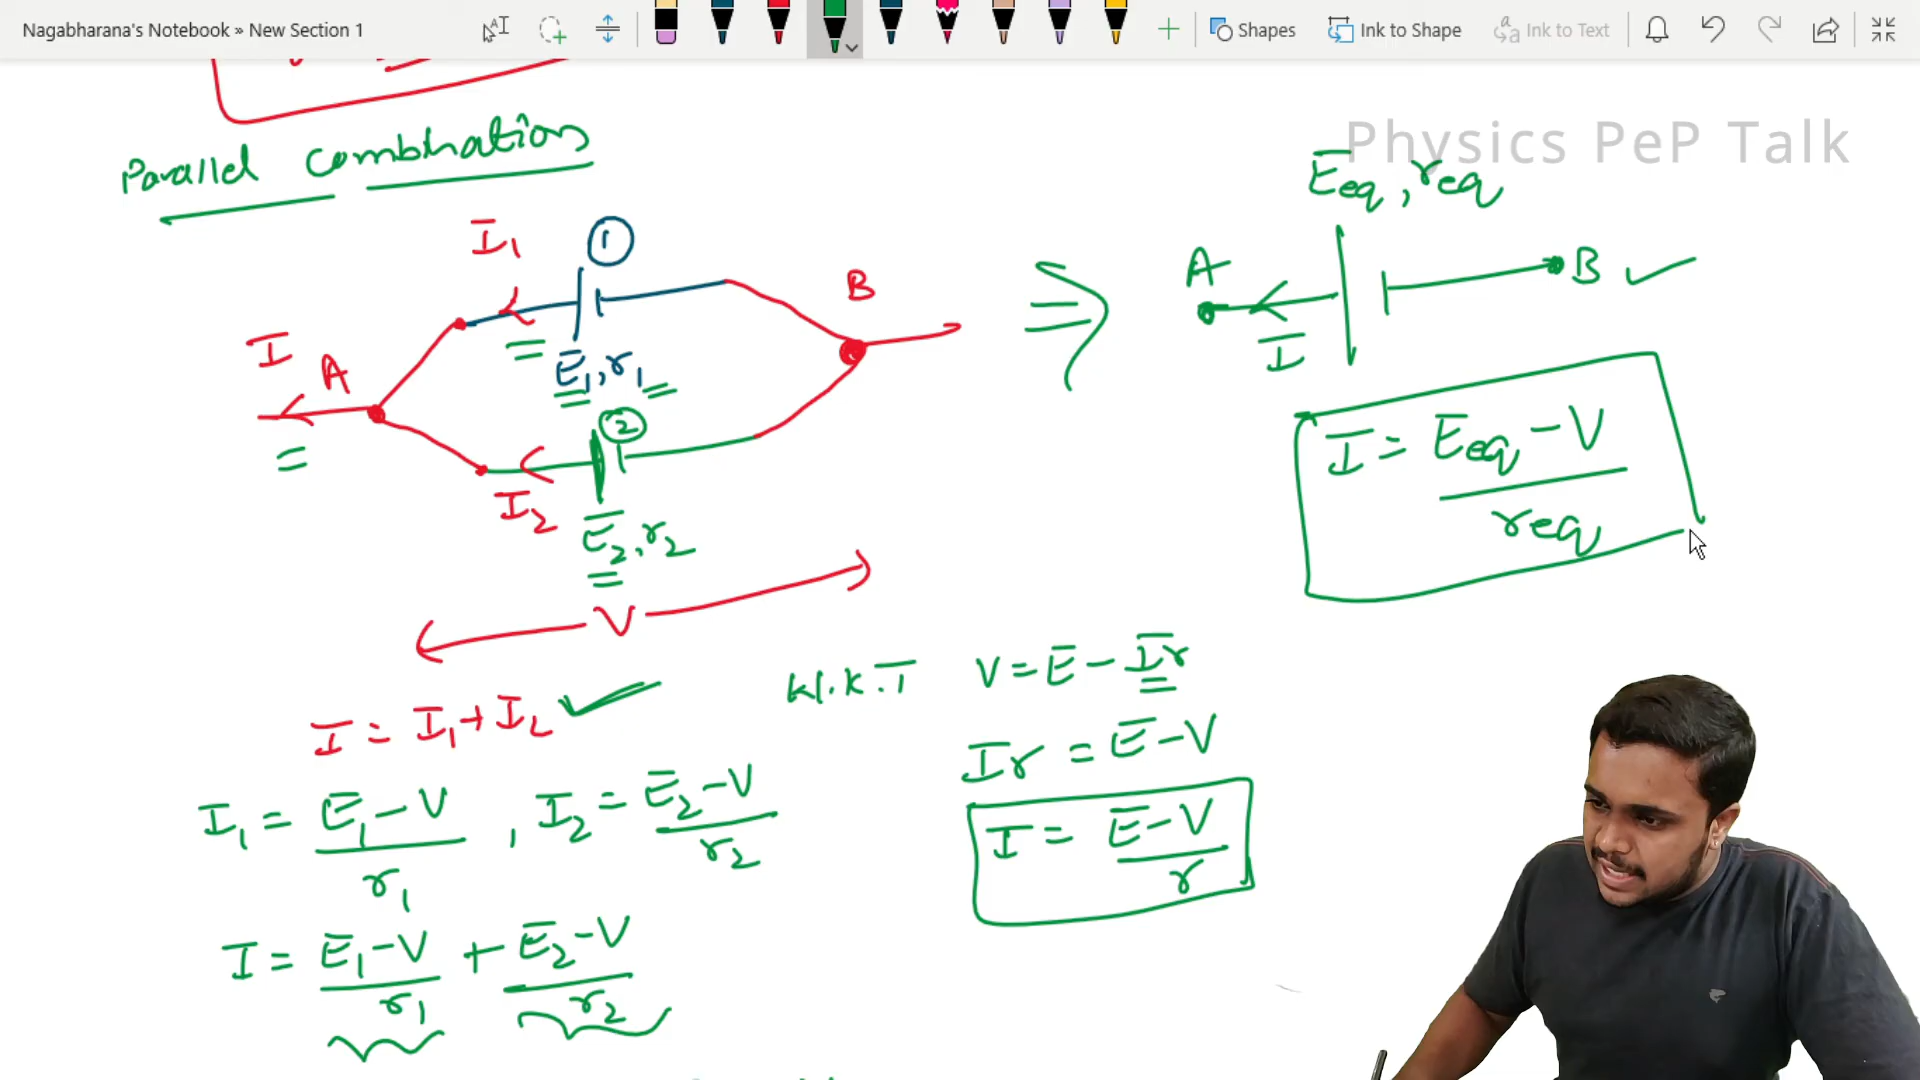 Nagabharana's Notebook » New Section 1
Shapes
Ink to Shape
Ink to Text
Physics PeP Talk
Parallel Combination
I₁
①
I
A
B
E₁, r₁
②
I₂
E₂, r₂
V
⇒
Eeq, req
A
B ✓
I
I = (Eeq - V) / req
I = I₁ + I₂ ✓
I₁ = (E₁ - V) / r₁ , I₂ = (E₂ - V) / r₂
I = (E₁ - V) / r₁ + (E₂ - V) / r₂
W.K.T V = E - Ir
Ir = E - V
I = (E - V) / r